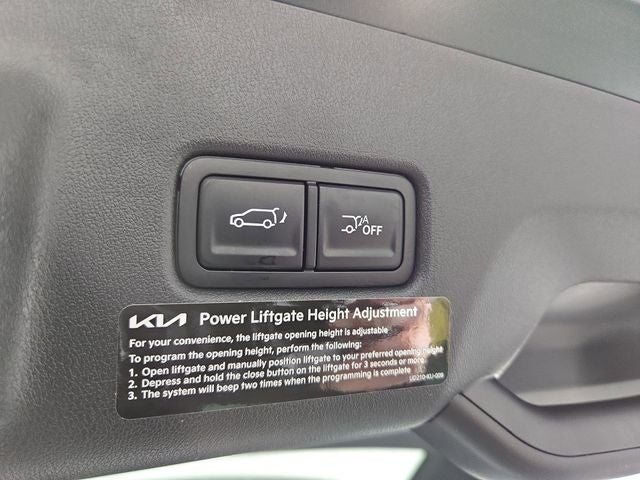 A
OFF
KIA Power Liftgate Height Adjustment
For your convenience, the liftgate opening height is adjustable
To program the opening height, perform the following:
1. Open liftgate and manually position liftgate to your preferred opening height
2. Depress and hold the close button on the liftgate for 3 seconds or more
3. The system will beep two times when the programming is complete